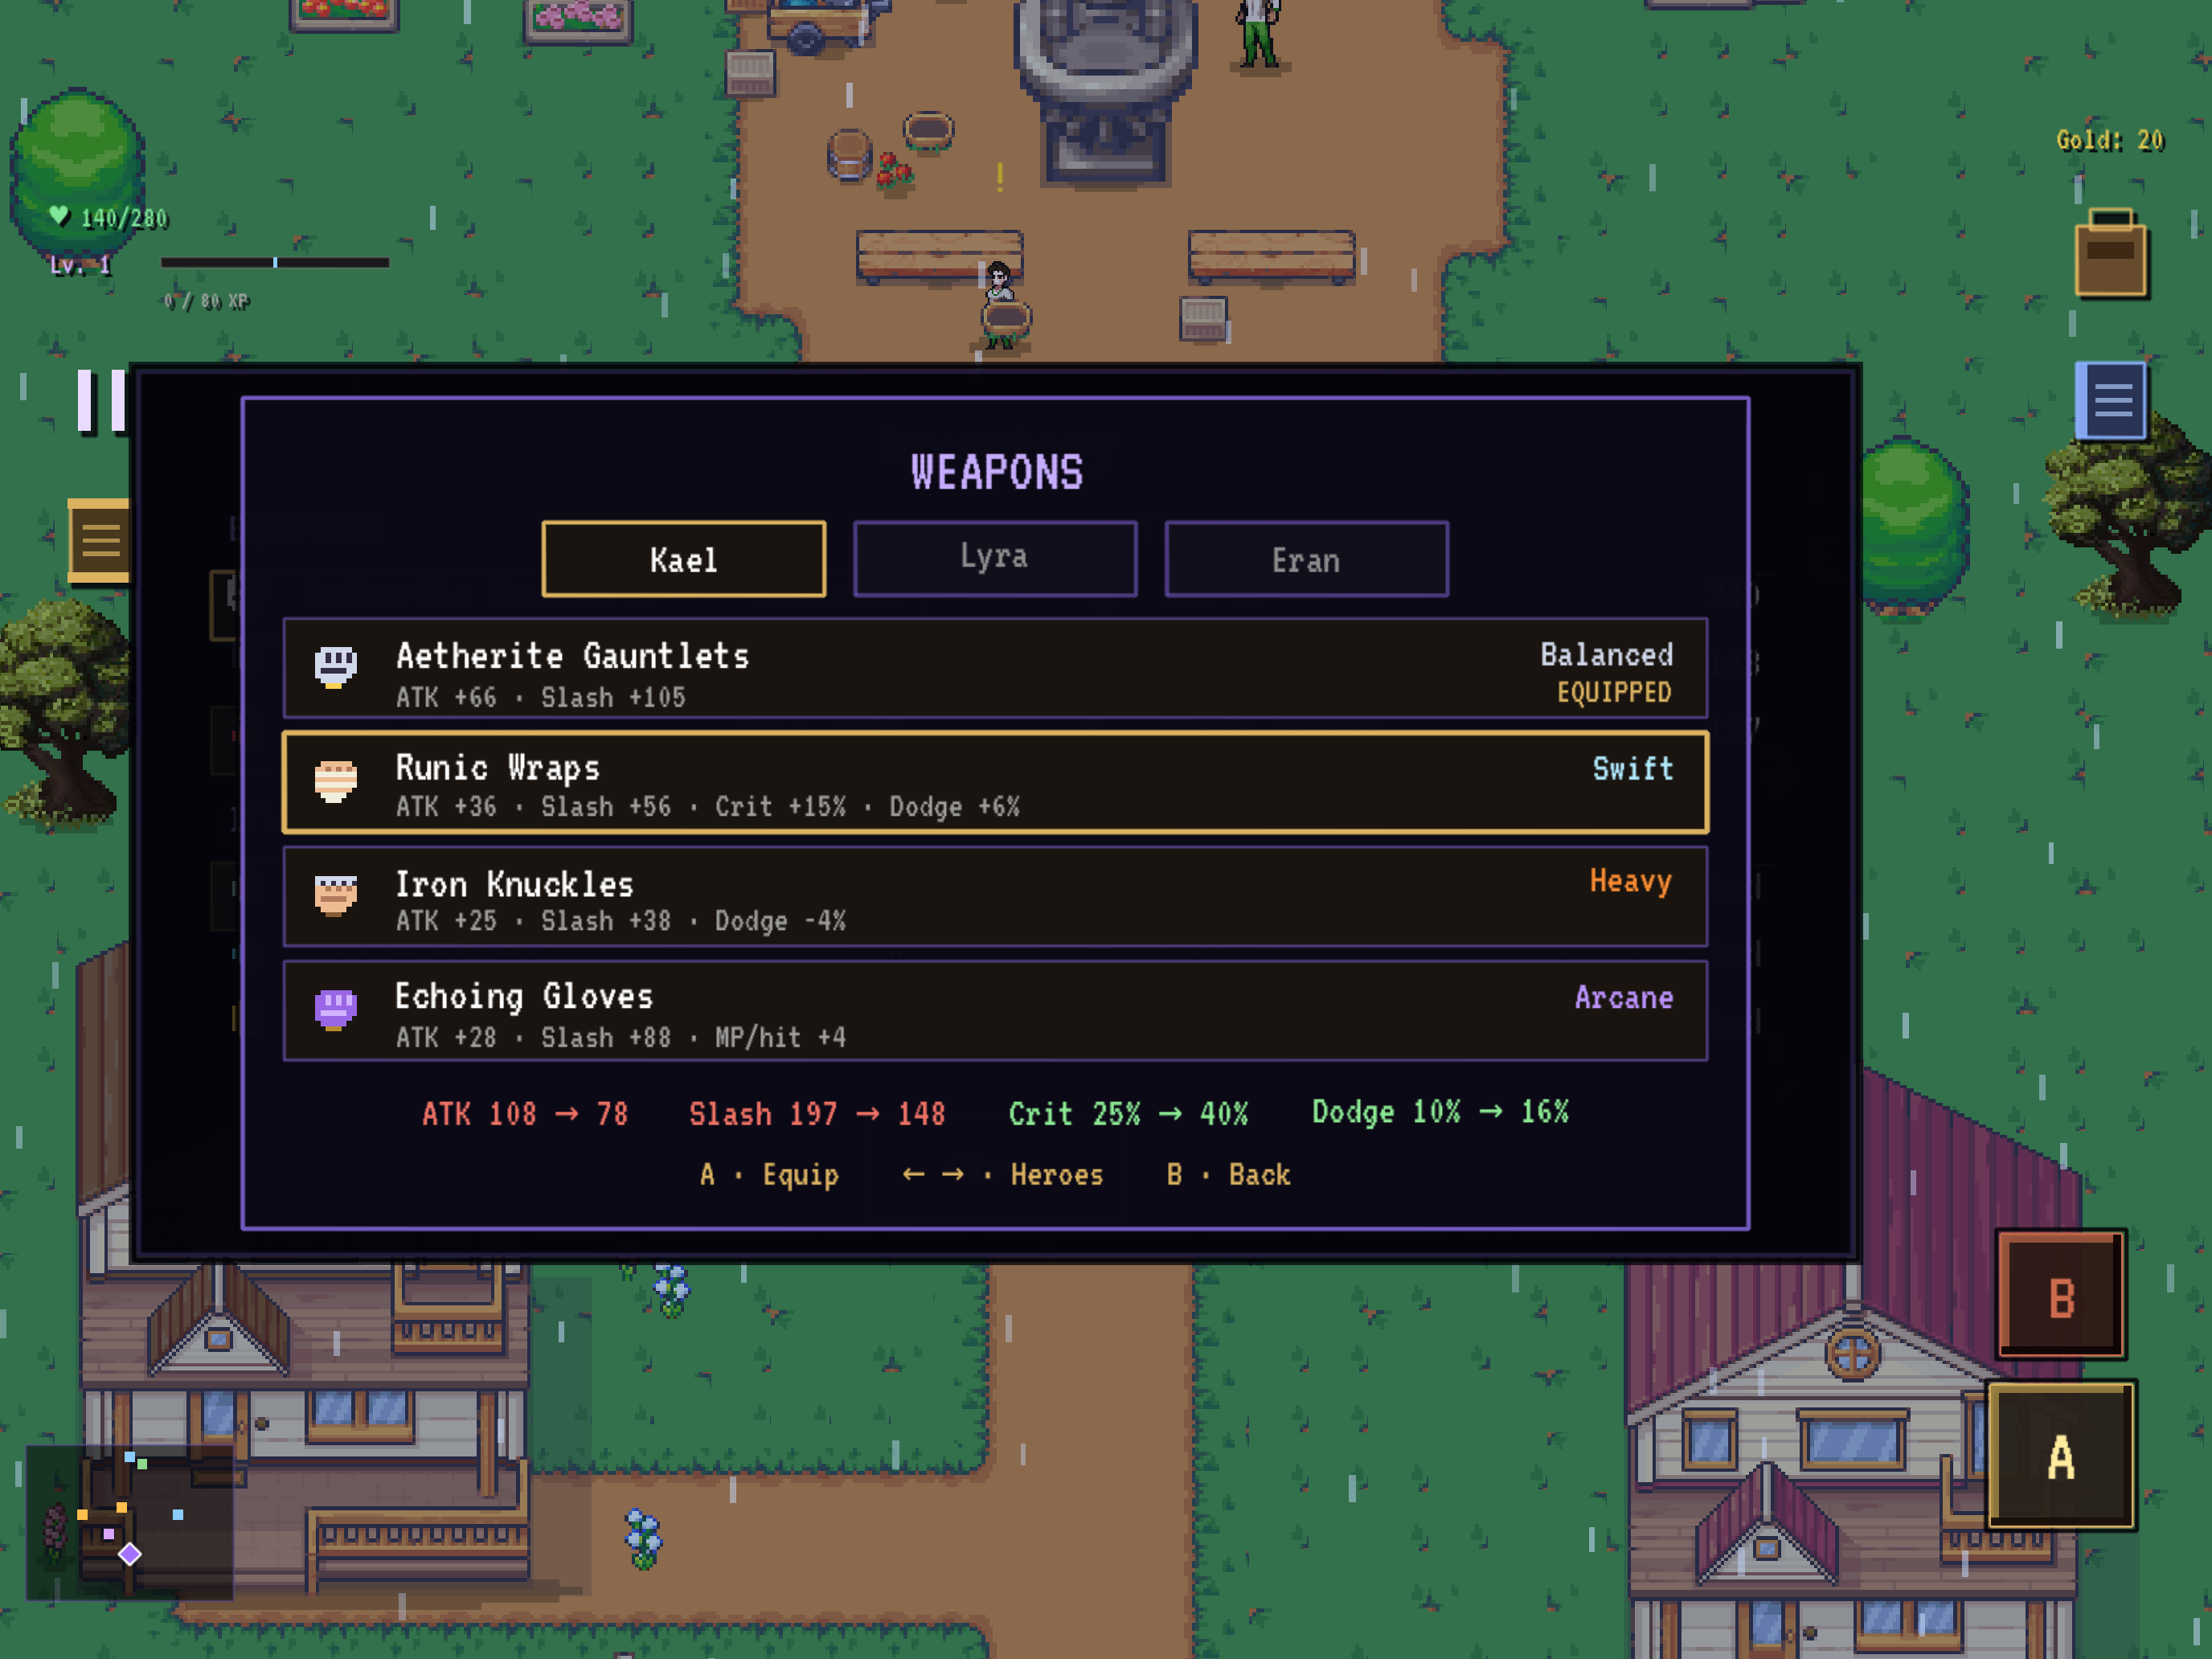 Gold: 20
♥ 140/280
Lv. 1
0 / 80 XP
WEAPONS
Kael
Lyra
Eran
Aetherite Gauntlets
Balanced
ATK +66 · Slash +105
EQUIPPED
Runic Wraps
Swift
ATK +36 · Slash +56 · Crit +15% · Dodge +6%
Iron Knuckles
Heavy
ATK +25 · Slash +38 · Dodge -4%
Echoing Gloves
Arcane
ATK +28 · Slash +88 · MP/hit +4
ATK 108 → 78 Slash 197 → 148 Crit 25% → 40% Dodge 10% → 16%
A · Equip ← → · Heroes B · Back
B
A